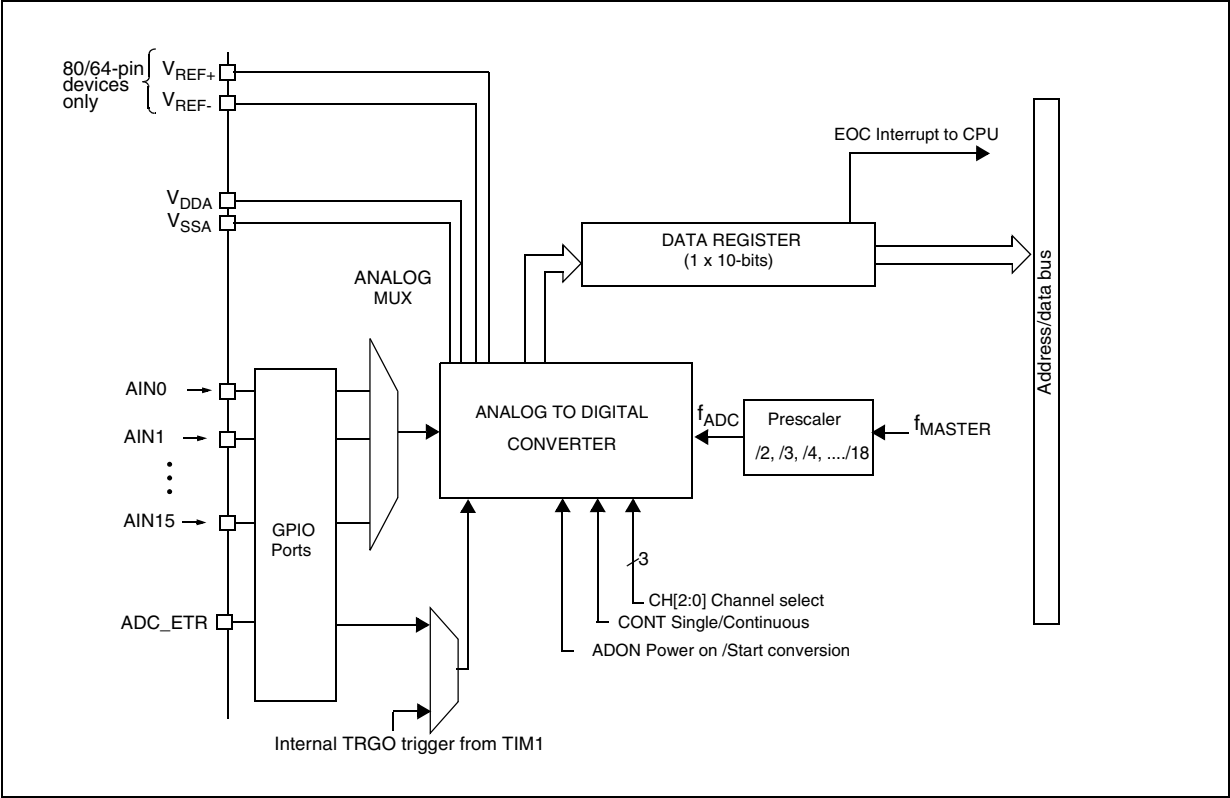 80/64-pin
devices
only
VREF+
VREF-
VDDA
VSSA
EOC Interrupt to CPU
DATA REGISTER
(1 x 10-bits)
Address/data bus
ANALOG
MUX
AIN0
AIN1
AIN15
ADC_ETR
GPIO
Ports
ANALOG TO DIGITAL
CONVERTER
fADC
Prescaler
/2, /3, /4, ..../18
fMASTER
3
CH[2:0] Channel select
CONT Single/Continuous
ADON Power on /Start conversion
Internal TRGO trigger from TIM1